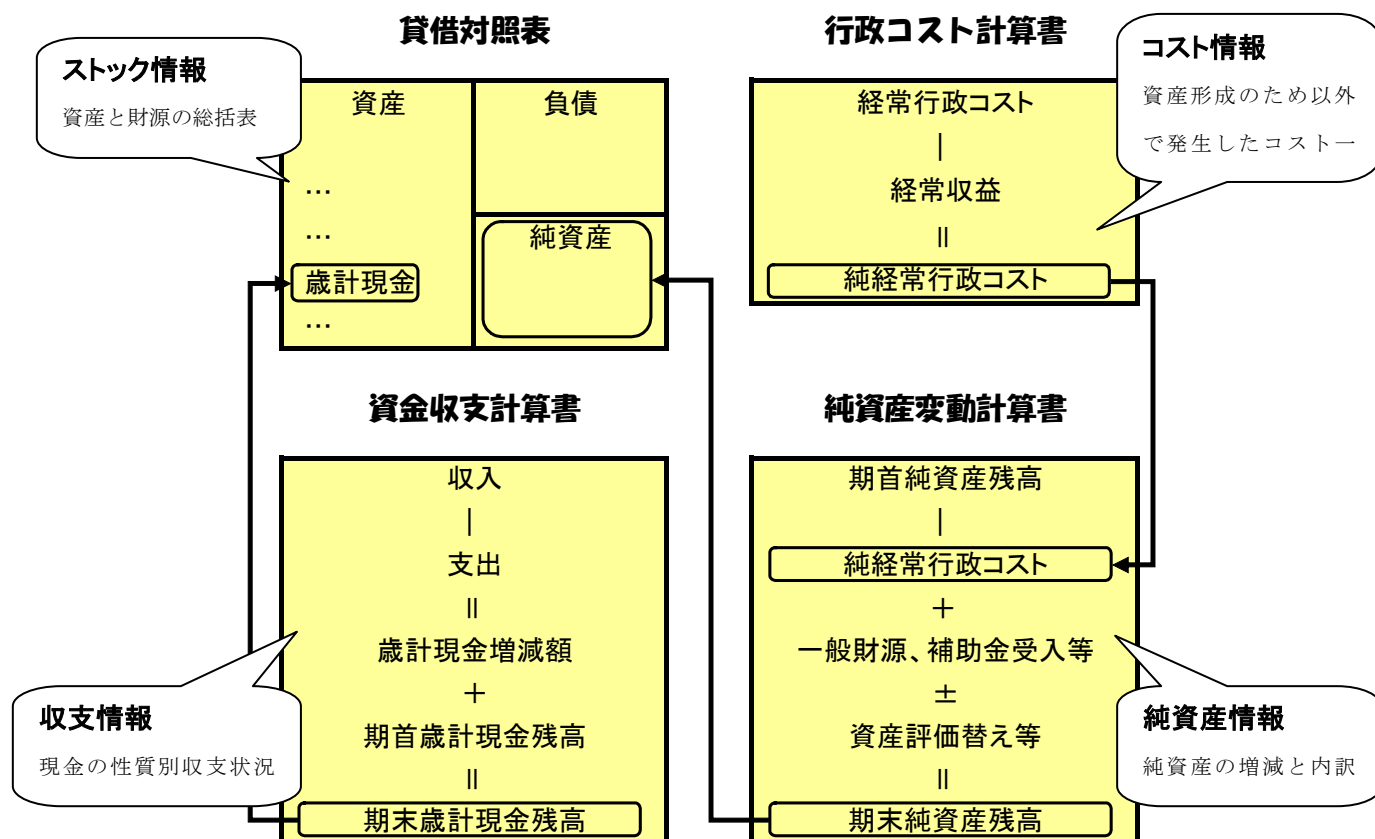 貸借対照表
ストック情報
資産と財源の総括表
資産
負債
…
…
歳計現金
…
純資産
行政コスト計算書
経常行政コスト
|
経常収益
||
純経常行政コスト
コスト情報
資産形成のため以外
で発生したコスト一
資金収支計算書
収入
|
支出
||
歳計現金増減額
+
期首歳計現金残高
||
期末歳計現金残高
収支情報
現金の性質別収支状況
純資産変動計算書
期首純資産残高
|
純経常行政コスト
+
一般財源、補助金受入等
±
資産評価替え等
||
期末純資産残高
純資産情報
純資産の増減と内訳